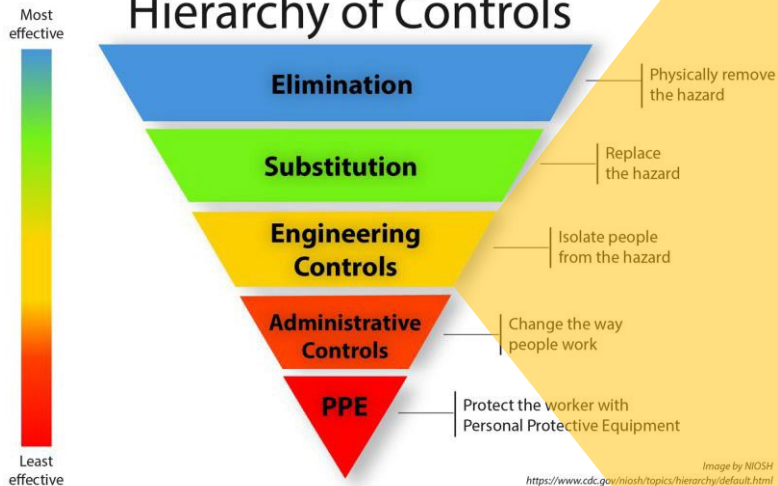 Hierarchy of Controls
Most
effective
Elimination
Physically remove
the hazard
Substitution
Replace
the hazard
Engineering
Controls
Isolate people
from the hazard
Administrative
Controls
Change the way
people work
PPE
Protect the worker with
Personal Protective Equipment
Least
effective
Image by NIOSH
https://www.cdc.gov/niosh/topics/hierarchy/default.html